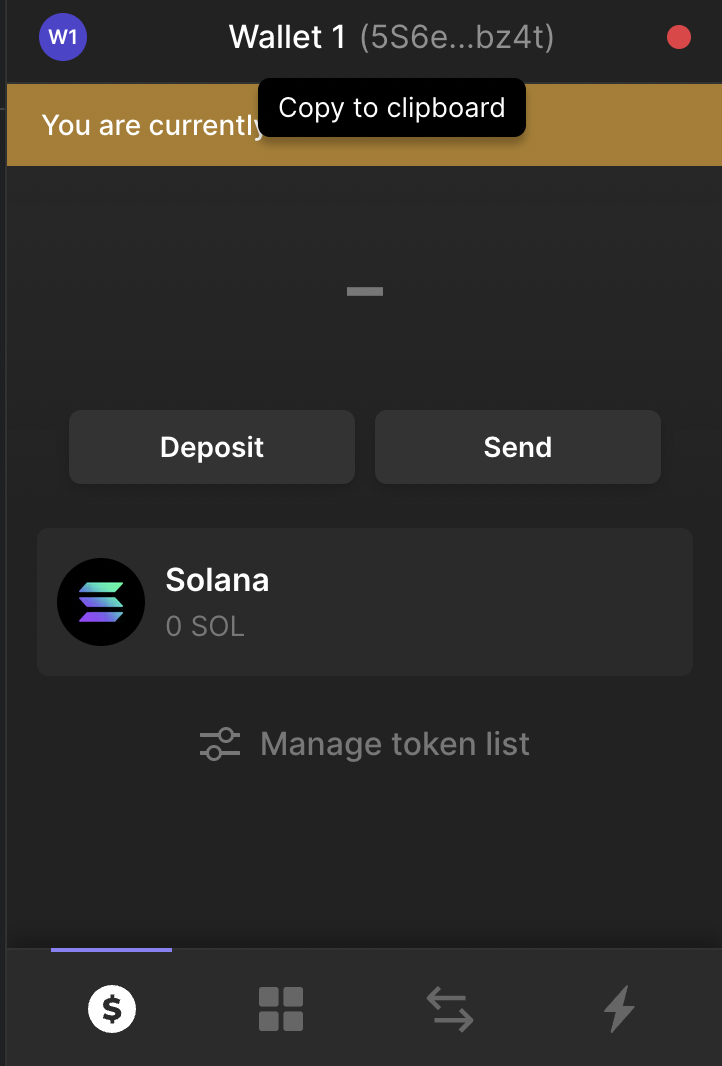 W1
Wallet 1 (5S6e...bz4t)
Copy to clipboard
You are currently
Deposit
Send
Solana
0 SOL
Manage token list
$